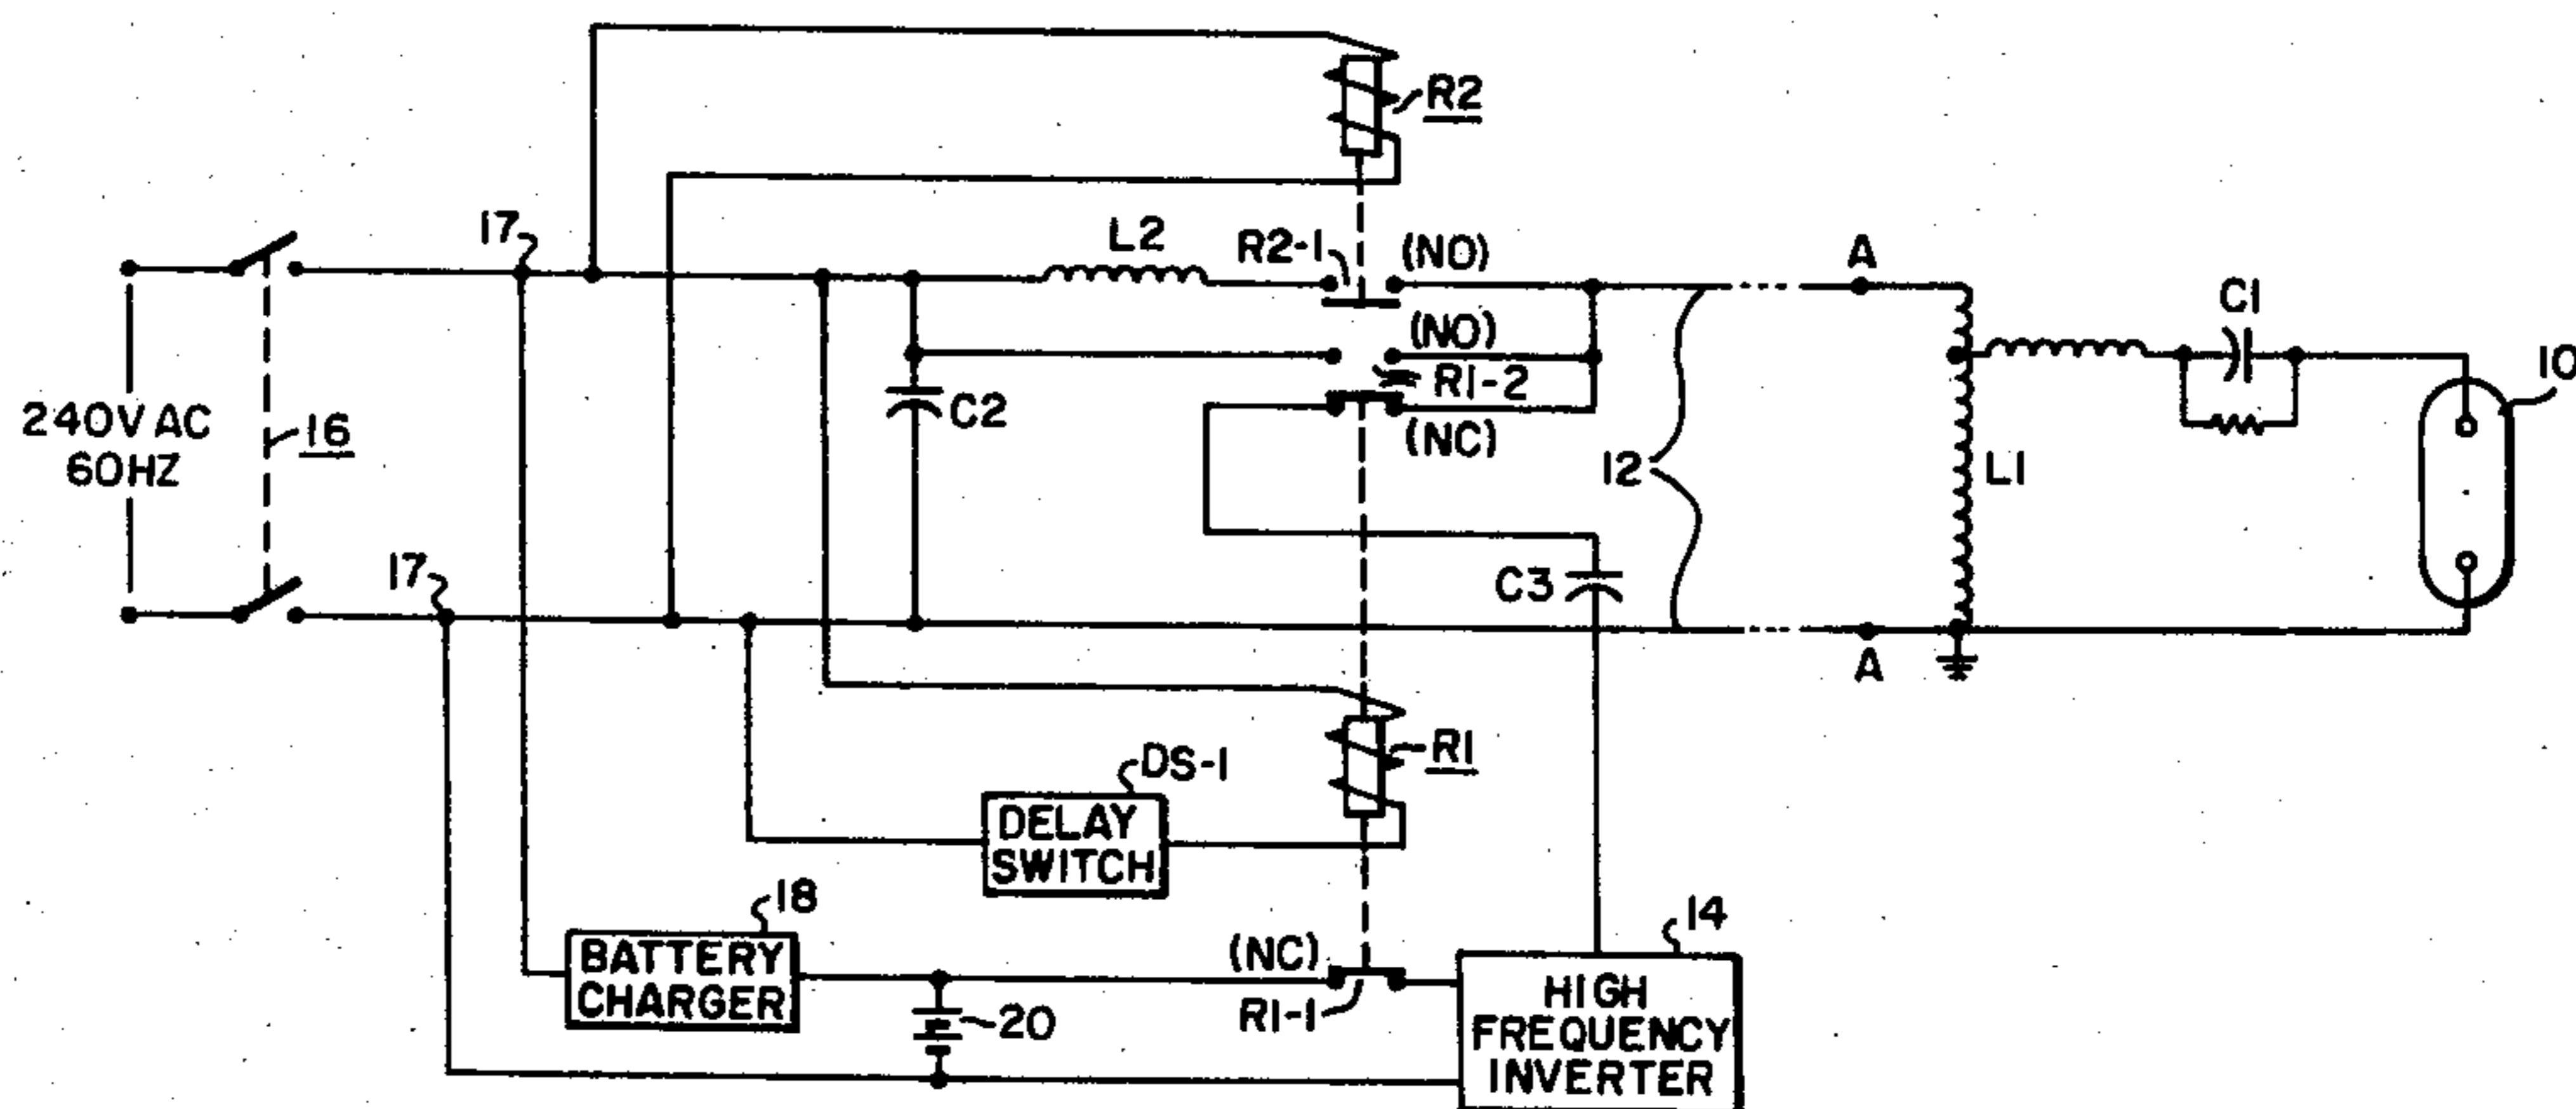 R2
17
L2
R2-1
(NO)
A
C1
(NO)
R1-2
10
240V AC
60HZ
16
C2
(NC)
12
L1
17
C3
A
R1
DS-1
DELAY
SWITCH
18
14
BATTERY
CHARGER
(NC)
20
R1-1
HIGH
FREQUENCY
INVERTER